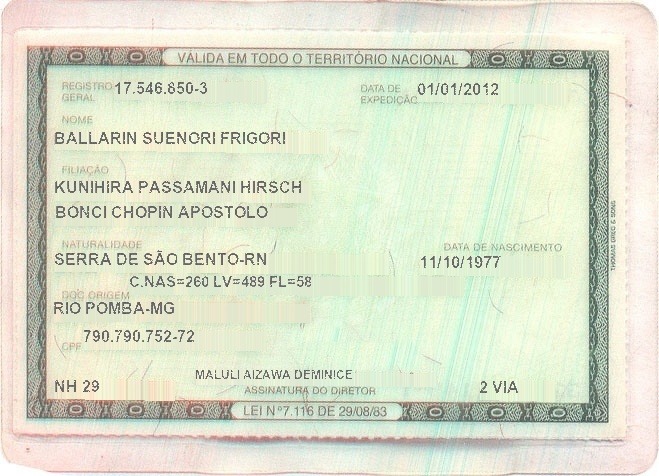 VÁLIDA EM TODO O TERRITÓRIO NACIONAL
REGISTRO GERAL 17.546.850-3 DATA DE EXPEDIÇÃO 01/01/2012
NOME
BALLARIN SUENORI FRIGORI
FILIAÇÃO
KUNIHIRA PASSAMANI HIRSCH
BONCI CHOPIN APOSTOLO
NATURALIDADE DATA DE NASCIMENTO
SERRA DE SÃO BENTO-RN 11/10/1977
C.NAS=260 LV=489 FL=58
DOC ORIGEM
RIO POMBA-MG
790.790.752-72
CPF
MALULI AIZAWA DEMINICE
NH 29 ASSINATURA DO DIRETOR 2 VIA
LEI Nº 7.116 DE 29/08/83
THOMAS GREG & SONS